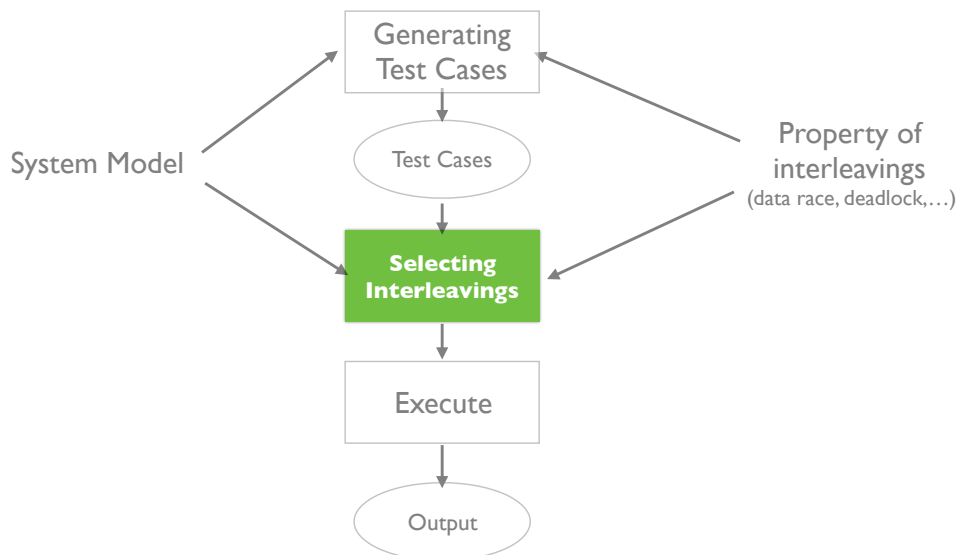 Generating
Test Cases
Test Cases
System Model
Property of
interleavings
(data race, deadlock,…)
Selecting
Interleavings
Execute
Output